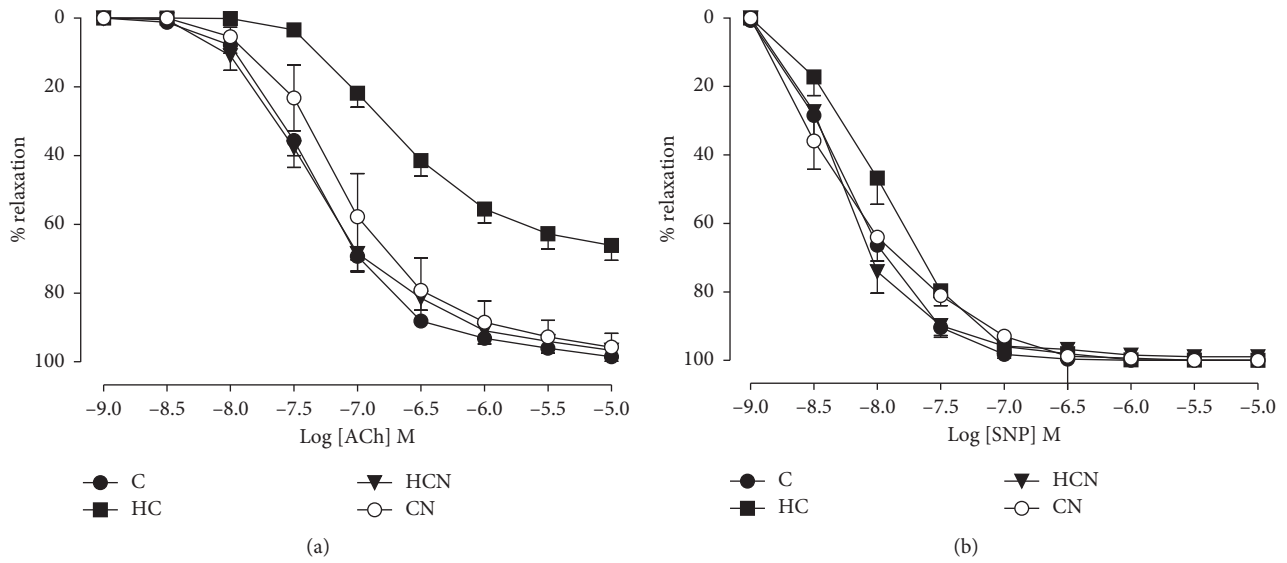 0
20
40
60
80
100
% relaxation
−9.0 −8.5 −8.0 −7.5 −7.0 −6.5 −6.0 −5.5 −5.0
Log [ACh] M
C
HC
HCN
CN
(a)
0
20
40
60
80
100
% relaxation
−9.0 −8.5 −8.0 −7.5 −7.0 −6.5 −6.0 −5.5 −5.0
Log [SNP] M
C
HC
HCN
CN
(b)